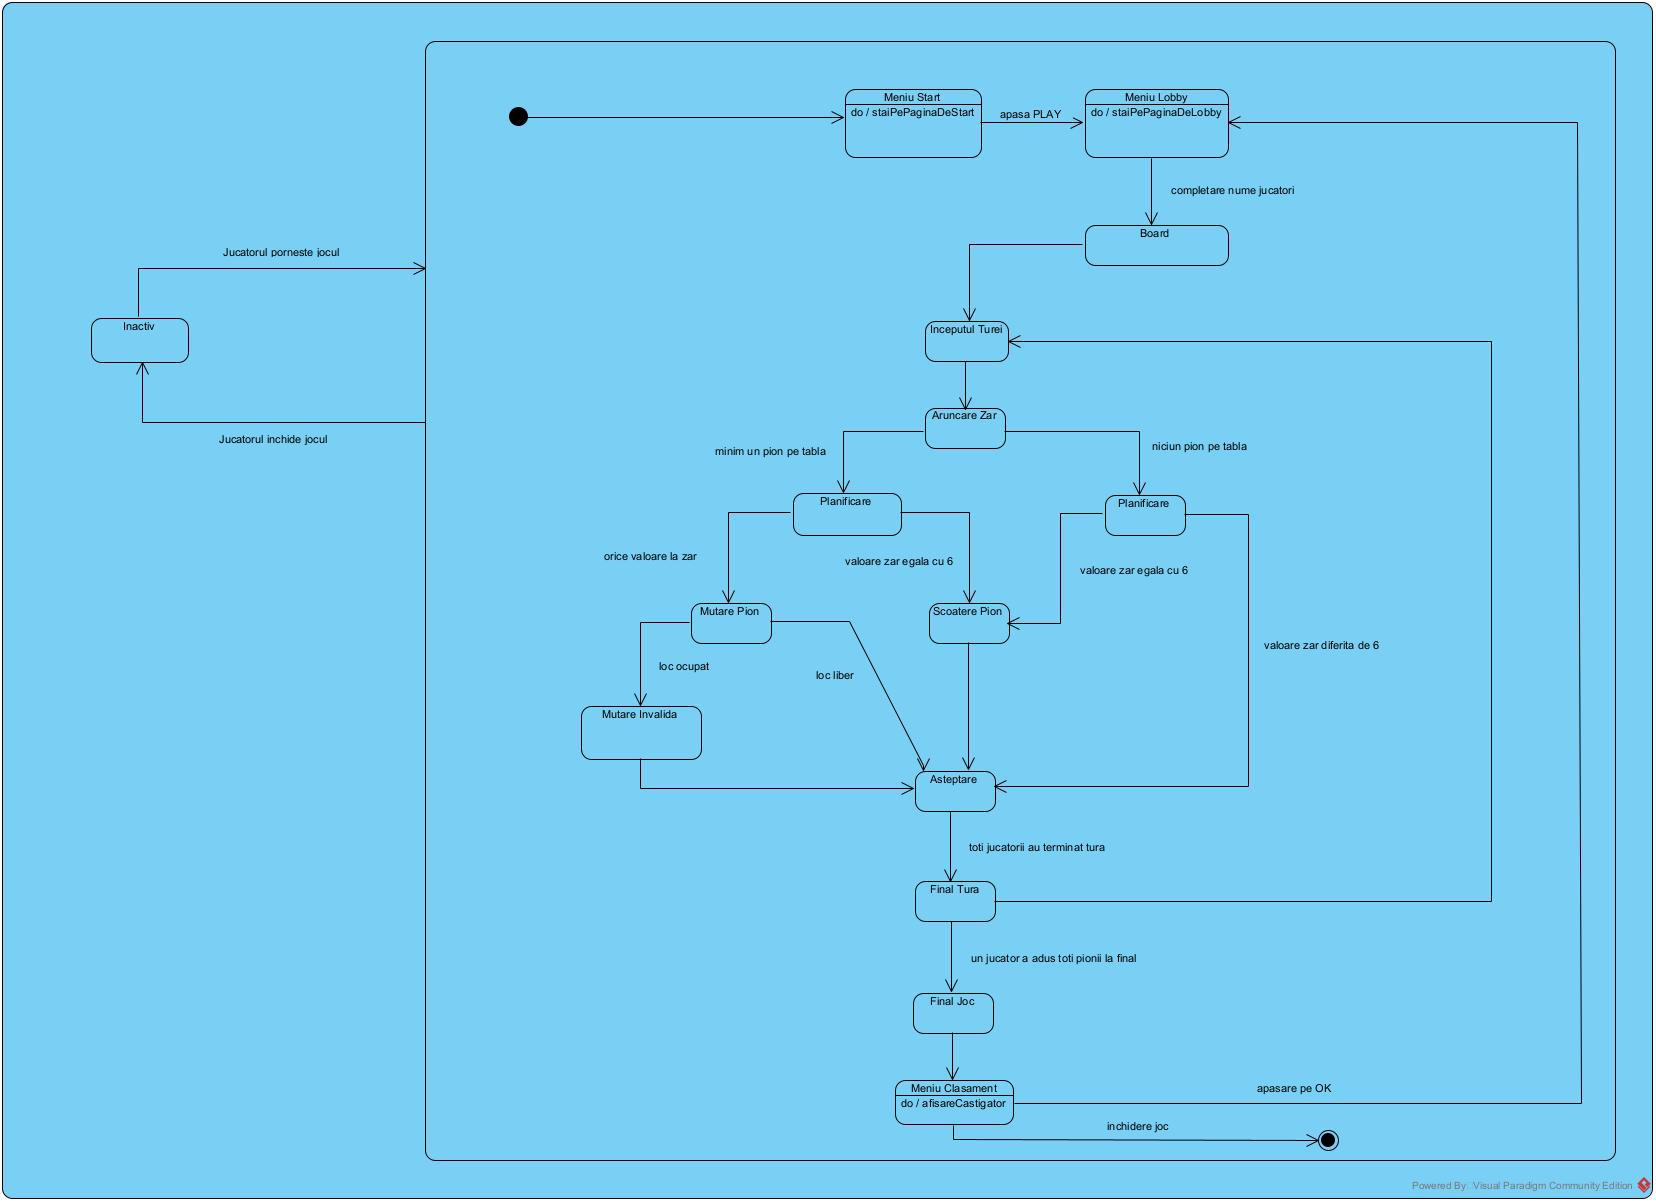 Meniu Start
do / staiPePaginaDeStart
apasa PLAY
Meniu Lobby
do / staiPePaginaDeLobby
completare nume jucatori
Board
Jucatorul porneste jocul
Inactiv
Jucatorul inchide jocul
Inceputul Turei
Aruncare Zar
minim un pion pe tabla
niciun pion pe tabla
Planificare
Planificare
orice valoare la zar
valoare zar egala cu 6
valoare zar egala cu 6
Mutare Pion
Scoatere Pion
valoare zar diferita de 6
loc ocupat
loc liber
Mutare Invalida
Asteptare
toti jucatorii au terminat tura
Final Tura
un jucator a adus toti pionii la final
Final Joc
Meniu Clasament
do / afisareCastigator
apasare pe OK
inchidere joc
Powered By: Visual Paradigm Community Edition